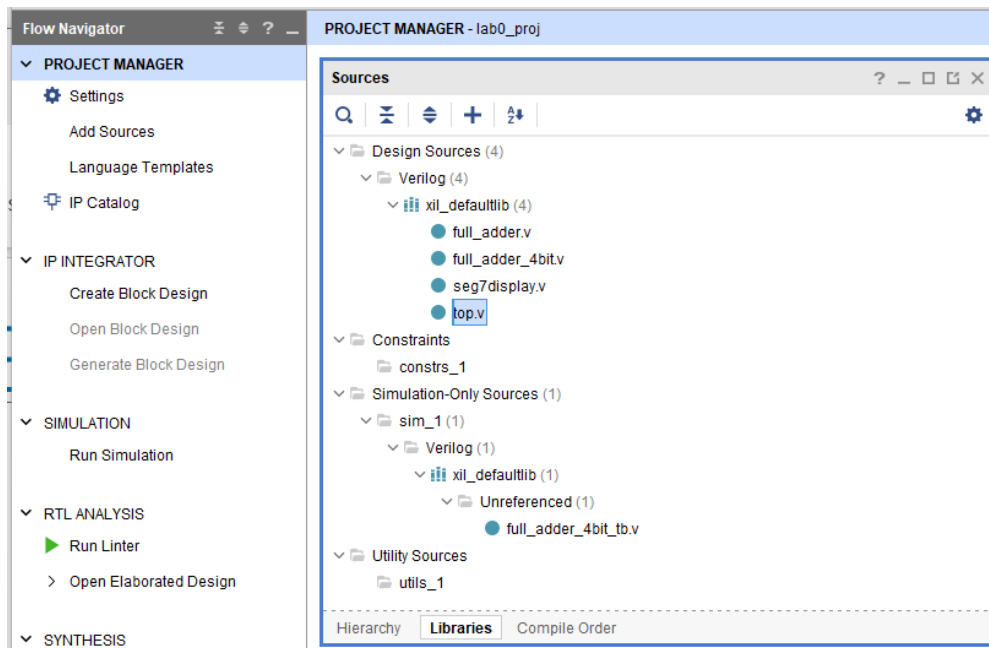 Flow Navigator ?
PROJECT MANAGER
Settings
Add Sources
Language Templates
IP Catalog
IP INTEGRATOR
Create Block Design
Open Block Design
Generate Block Design
SIMULATION
Run Simulation
RTL ANALYSIS
Run Linter
Open Elaborated Design
SYNTHESIS
PROJECT MANAGER - lab0_proj
Sources ?
Design Sources (4)
Verilog (4)
xil_defaultlib (4)
full_adder.v
full_adder_4bit.v
seg7display.v
top.v
Constraints
constrs_1
Simulation-Only Sources (1)
sim_1 (1)
Verilog (1)
xil_defaultlib (1)
Unreferenced (1)
full_adder_4bit_tb.v
Utility Sources
utils_1
Hierarchy Libraries Compile Order